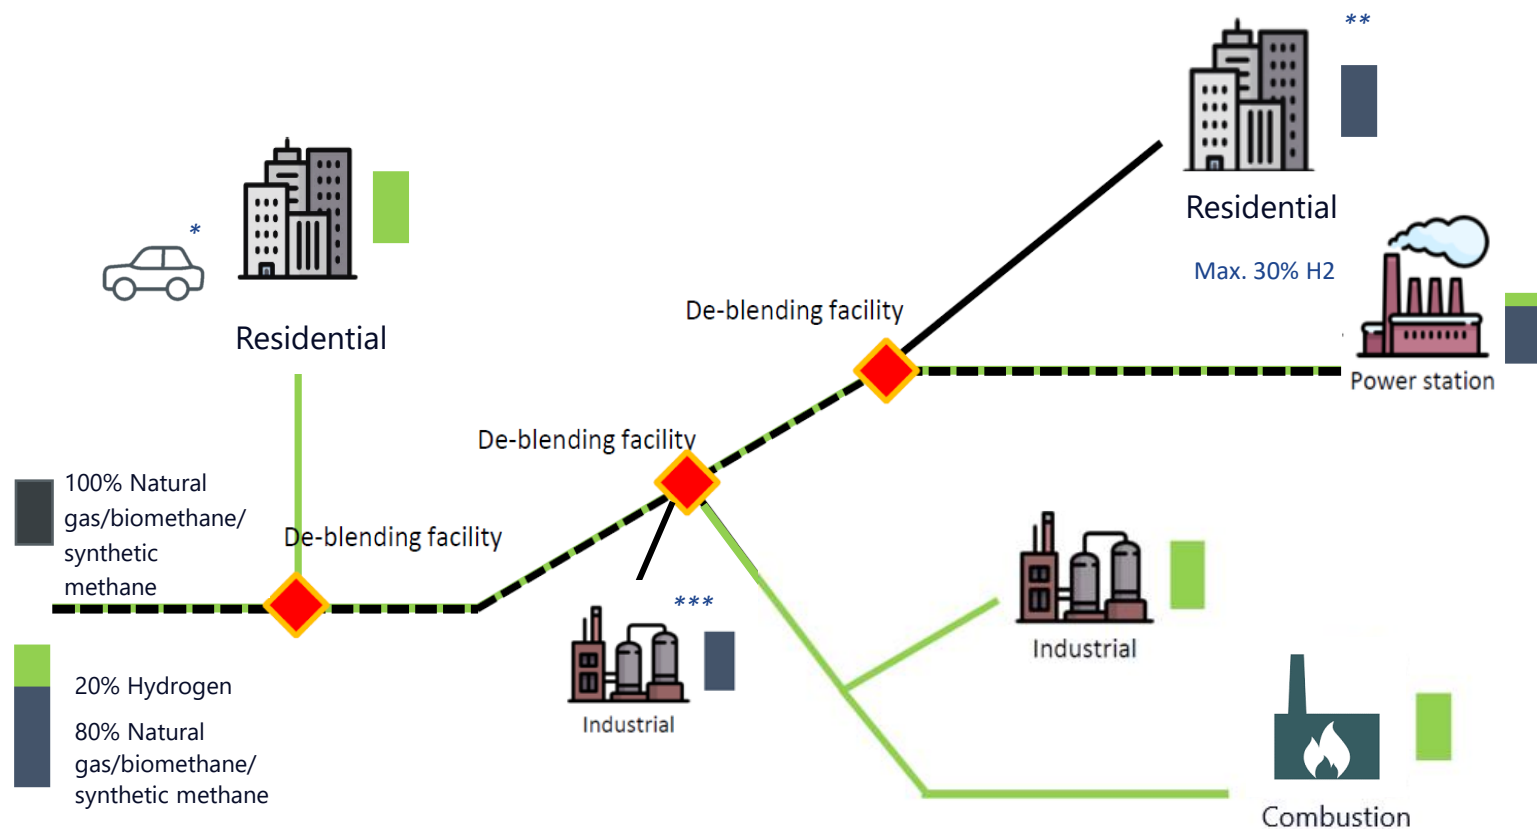 **
Residential
Max. 30% H2
Power station
*
Residential
De-blending facility
De-blending facility
De-blending facility
100% Natural
gas/biomethane/
synthetic
methane
20% Hydrogen
80% Natural
gas/biomethane/
synthetic methane
***
Industrial
Industrial
Combustion